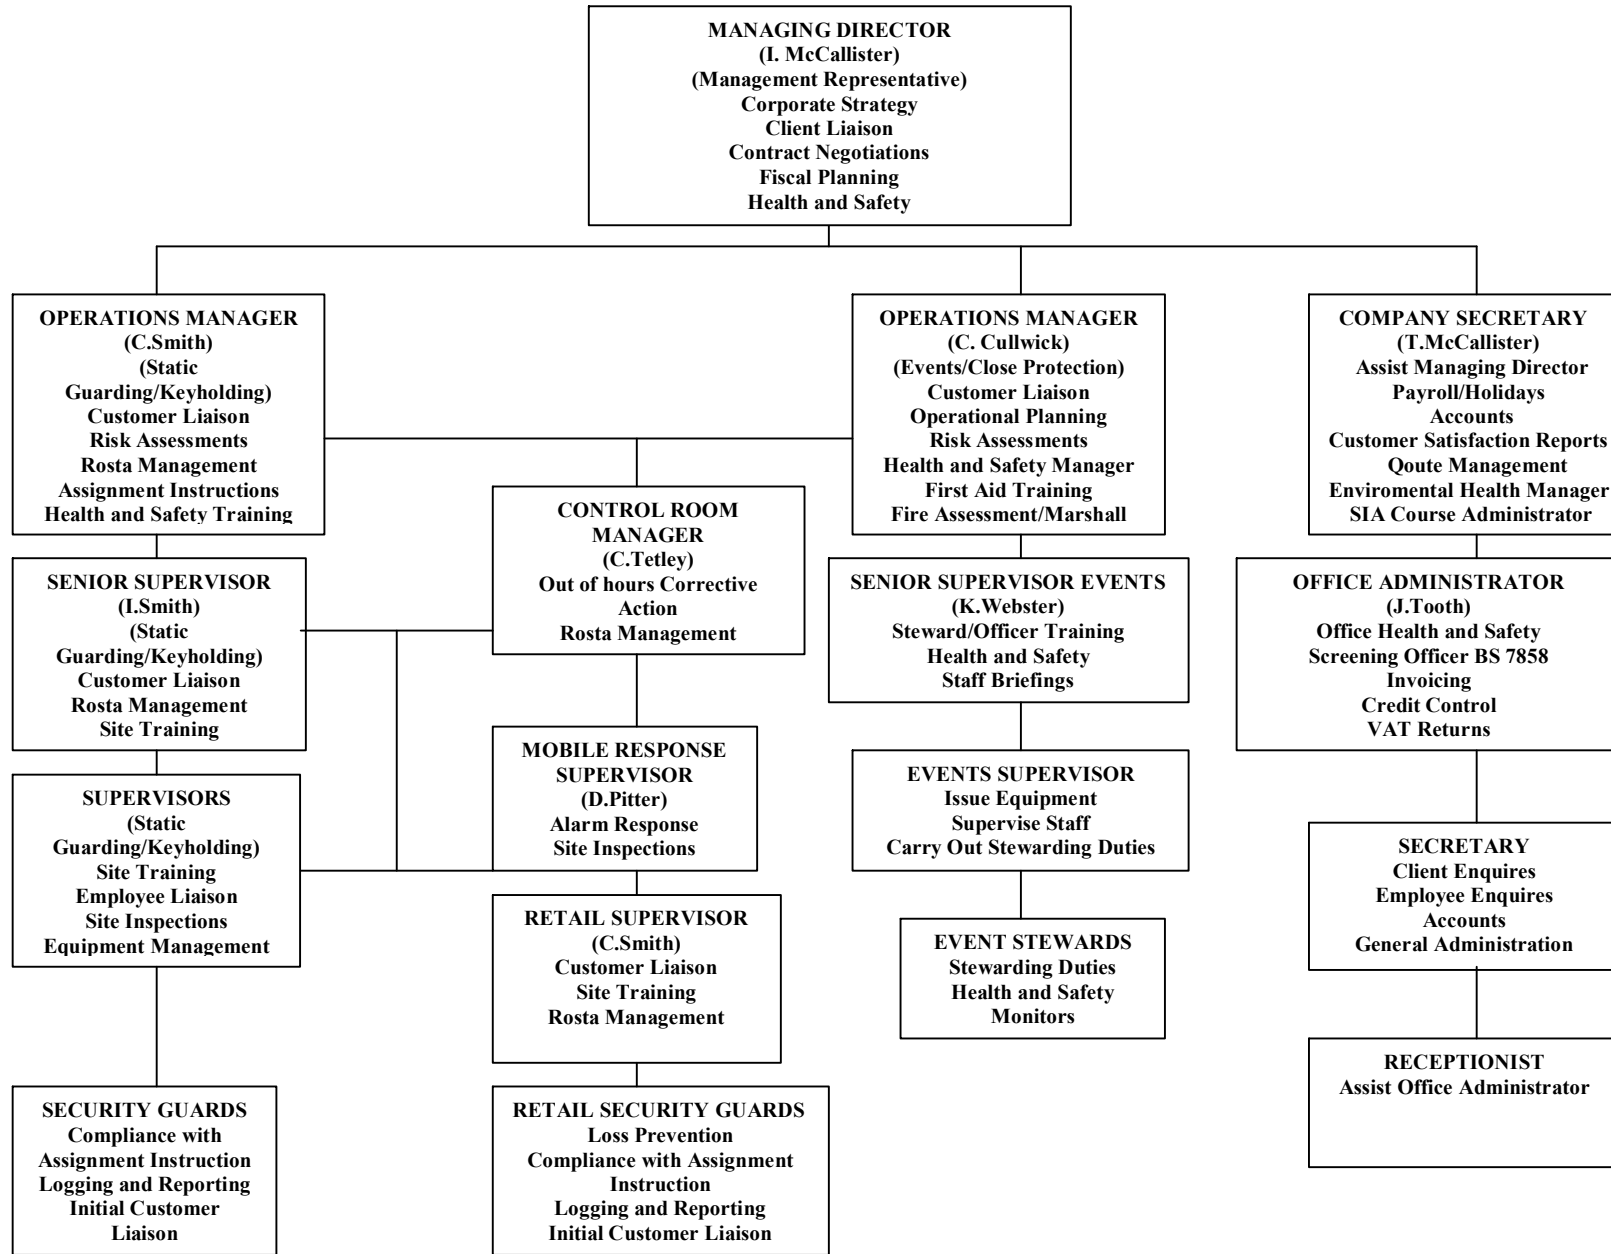 MANAGING DIRECTOR
(I. McCallister)
(Management Representative)
Corporate Strategy
Client Liaison
Contract Negotiations
Fiscal Planning
Health and Safety
OPERATIONS MANAGER
(C.Smith)
(Static
Guarding/Keyholding)
Customer Liaison
Risk Assessments
Rosta Management
Assignment Instructions
Health and Safety Training
OPERATIONS MANAGER
(C. Cullwick)
(Events/Close Protection)
Customer Liaison
Operational Planning
Risk Assessments
Health and Safety Manager
First Aid Training
Fire Assessment/Marshall
COMPANY SECRETARY
(T.McCallister)
Assist Managing Director
Payroll/Holidays
Accounts
Customer Satisfaction Reports
Qoute Management
Enviromental Health Manager
SIA Course Administrator
CONTROL ROOM
MANAGER
(C.Tetley)
Out of hours Corrective
Action
Rosta Management
SENIOR SUPERVISOR
(I.Smith)
(Static
Guarding/Keyholding)
Customer Liaison
Rosta Management
Site Training
SENIOR SUPERVISOR EVENTS
(K.Webster)
Steward/Officer Training
Health and Safety
Staff Briefings
OFFICE ADMINISTRATOR
(J.Tooth)
Office Health and Safety
Screening Officer BS 7858
Invoicing
Credit Control
VAT Returns
MOBILE RESPONSE
SUPERVISOR
(D.Pitter)
Alarm Response
Site Inspections
SUPERVISORS
(Static
Guarding/Keyholding)
Site Training
Employee Liaison
Site Inspections
Equipment Management
EVENTS SUPERVISOR
Issue Equipment
Supervise Staff
Carry Out Stewarding Duties
SECRETARY
Client Enquires
Employee Enquires
Accounts
General Administration
RETAIL SUPERVISOR
(C.Smith)
Customer Liaison
Site Training
Rosta Management
EVENT STEWARDS
Stewarding Duties
Health and Safety
Monitors
RECEPTIONIST
Assist Office Administrator
SECURITY GUARDS
Compliance with
Assignment Instruction
Logging and Reporting
Initial Customer
Liaison
RETAIL SECURITY GUARDS
Loss Prevention
Compliance with Assignment
Instruction
Logging and Reporting
Initial Customer Liaison